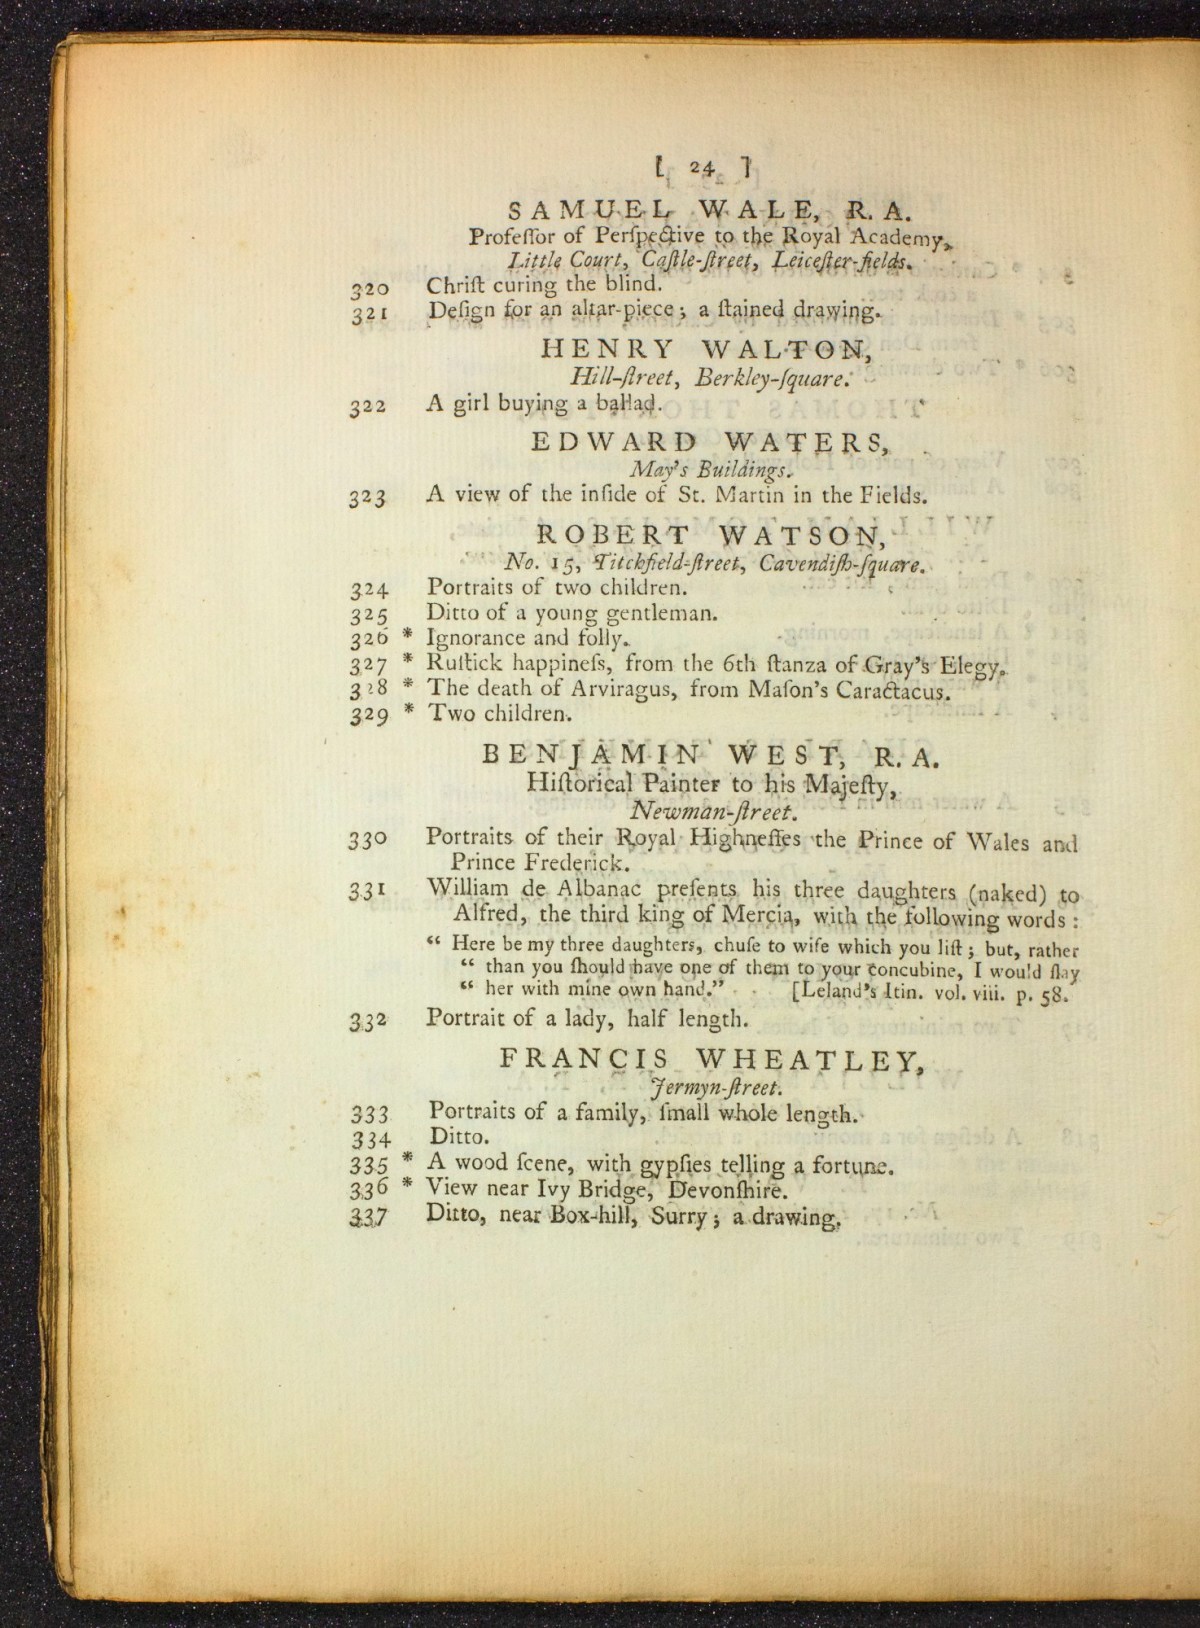 [ 24 ]
SAMUEL WALE, R. A.
Profeſſor of Perſpective to the Royal Academy,
Little Court, Caſtle-ſtreet, Leiceſter-fields.
320 Chriſt curing the blind.
321 Deſign for an altar-piece; a ſtained drawing.
HENRY WALTON,
Hill-ſtreet, Berkley-ſquare.
322 A girl buying a ballad.
EDWARD WATERS,
May's Buildings.
323 A view of the inſide of St. Martin in the Fields.
ROBERT WATSON,
No. 15, Titchfield-ſtreet, Cavendiſh-ſquare.
324 Portraits of two children.
325 Ditto of a young gentleman.
326 * Ignorance and folly.
327 * Ruſtick happineſs, from the 6th ſtanza of Gray's Elegy.
328 * The death of Arviragus, from Maſon's Caractacus.
329 * Two children.
BENJAMIN WEST, R. A.
Hiſtorical Painter to his Majeſty,
Newman-ſtreet.
330 Portraits of their Royal Highneſſes the Prince of Wales and
Prince Frederick.
331 William de Albanac preſents his three daughters (naked) to
Alfred, the third king of Mercia, with the following words:
“ Here be my three daughters, chuſe to wife which you liſt; but, rather
“ than you ſhould have one of them to your concubine, I would ſlay
“ her with mine own hand.” [Leland's Itin. vol. viii. p. 58.
332 Portrait of a lady, half length.
FRANCIS WHEATLEY,
Jermyn-ſtreet.
333 Portraits of a family, ſmall whole length.
334 Ditto.
335 * A wood ſcene, with gypſies telling a fortune.
336 * View near Ivy Bridge, Devonſhire.
337 Ditto, near Box-hill, Surry; a drawing.